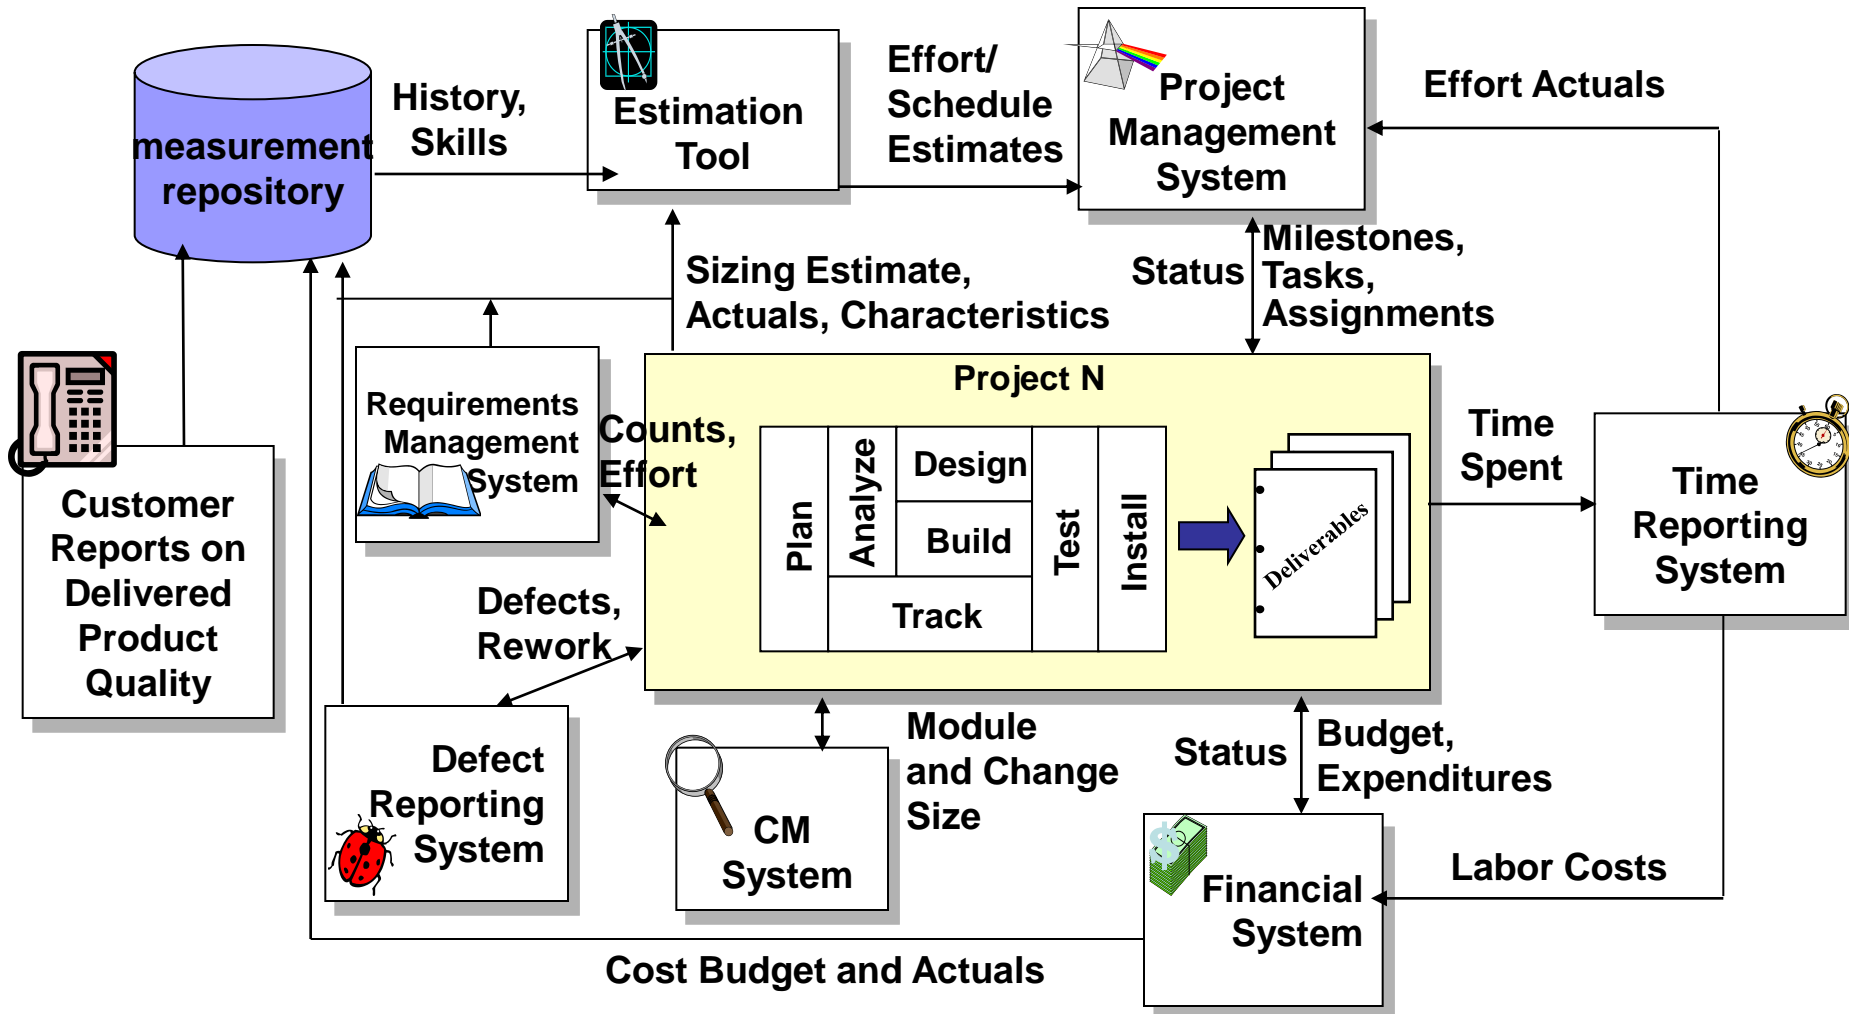 measurement
repository
History,
Skills
Estimation
Tool
Effort/
Schedule
Estimates
Project
Management
System
Effort Actuals
Sizing Estimate,
Actuals, Characteristics
Status
Milestones,
Tasks,
Assignments
Customer
Reports on
Delivered
Product
Quality
Requirements
Management
System
Counts,
Effort
Project N
Plan
Analyze
Design
Build
Track
Test
Install
Deliverables
Time
Spent
Time
Reporting
System
Defects,
Rework
Defect
Reporting
System
CM
System
Module
and Change
Size
Status
Budget,
Expenditures
$
Financial
System
Labor Costs
Cost Budget and Actuals